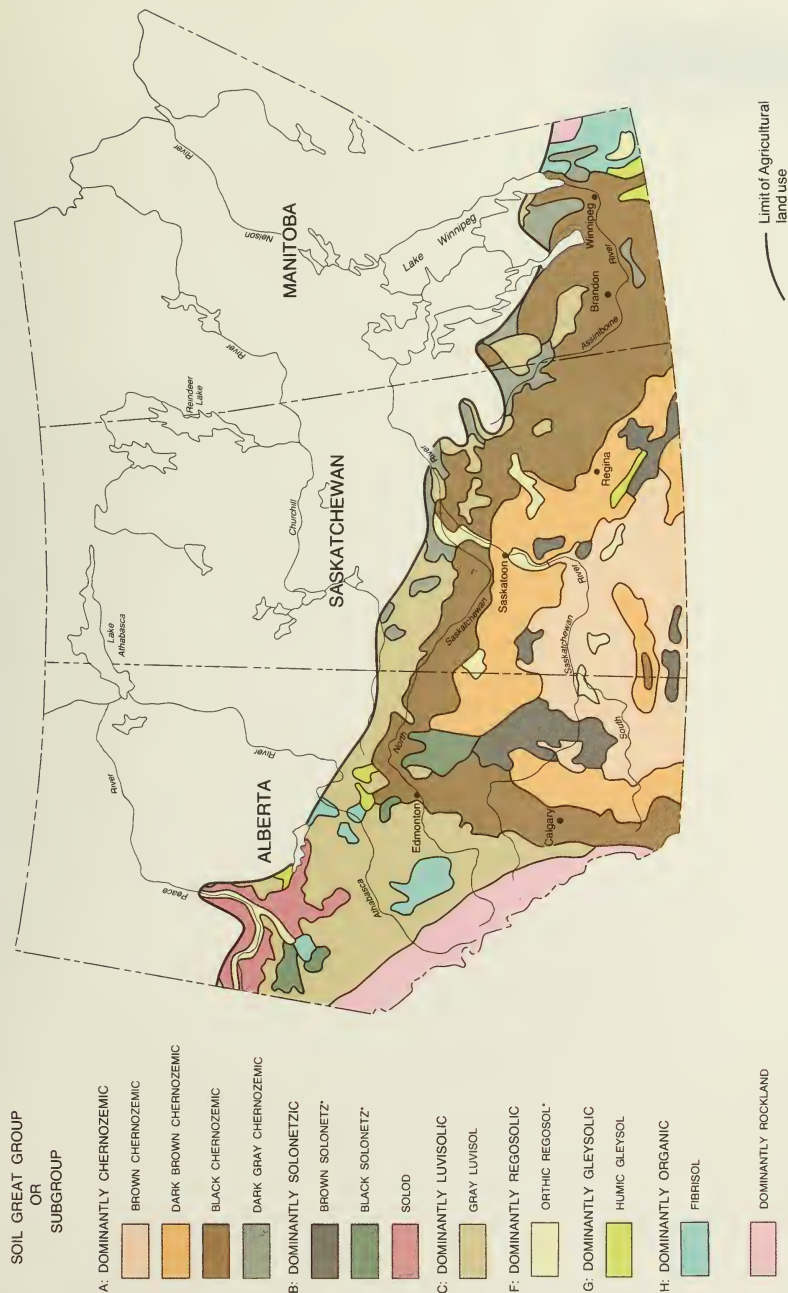 SOIL GREAT GROUP
OR
SUBGROUP
A: DOMINANTLY CHERNOZEMIC
BROWN CHERNOZEMIC
DARK BROWN CHERNOZEMIC
BLACK CHERNOZEMIC
DARK GRAY CHERNOZEMIC
B: DOMINANTLY SOLONETZIC
BROWN SOLONETZ*
BLACK SOLONETZ*
SOLOD
C: DOMINANTLY LUVISOLIC
GRAY LUVISOL
F: DOMINANTLY REGOSOLIC
ORTHIC REGOSOL*
G: DOMINANTLY GLEYSOLIC
HUMIC GLEYSOL
H: DOMINANTLY ORGANIC
FIBRISOL
DOMINANTLY ROCKLAND
ALBERTA
Peace
River
River
Athabasca
Edmonton
Calgary
North
Saskatchewan
South
Saskatchewan
River
Lake
Athabasca
SASKATCHEWAN
Churchill
Reindeer
Lake
River
River
Saskatoon
Regina
MANITOBA
Nelson
River
Lake Winnipeg
Assiniboine
River
Brandon
Winnipeg
Limit of Agricultural
land use